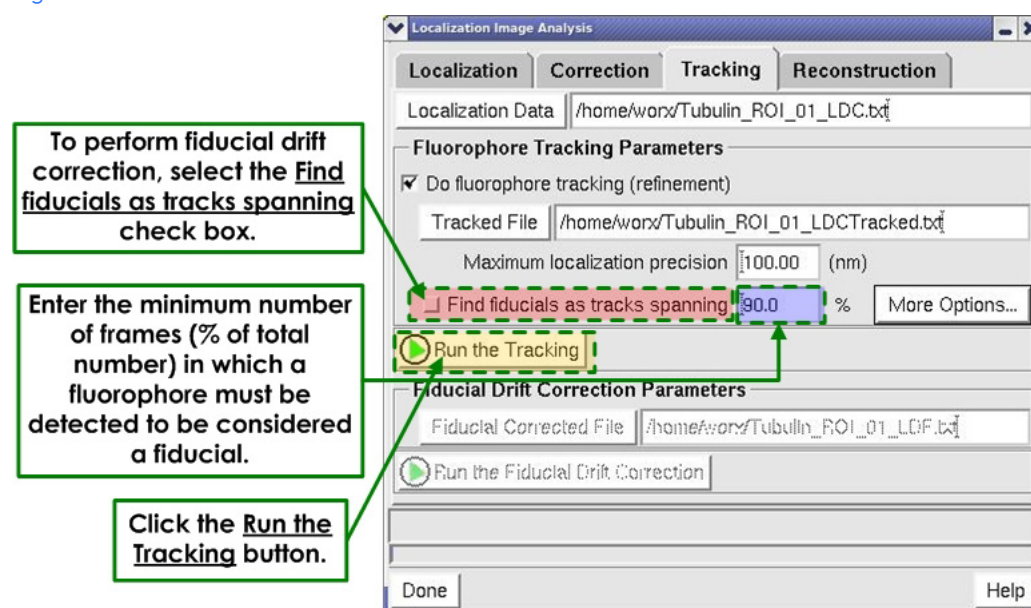 Localization Image Analysis
Localization Correction Tracking Reconstruction
Localization Data /home/worx/Tubulin_ROI_01_LDC.txt
Fluorophore Tracking Parameters
Do fluorophore tracking (refinement)
Tracked File /home/worx/Tubulin_ROI_01_LDCTracked.txt
Maximum localization precision 100.00 (nm)
Find fiducials as tracks spanning 90.0 % More Options...
Run the Tracking
Fiducial Drift Correction Parameters
Fiducial Corrected File /home/worx/Tubulin_ROI_01_LDF.txt
Run the Fiducial Drift Correction
Done Help
To perform fiducial drift
correction, select the Find
fiducials as tracks spanning
check box.
Enter the minimum number
of frames (% of total
number) in which a
fluorophore must be
detected to be considered
a fiducial.
Click the Run the
Tracking button.